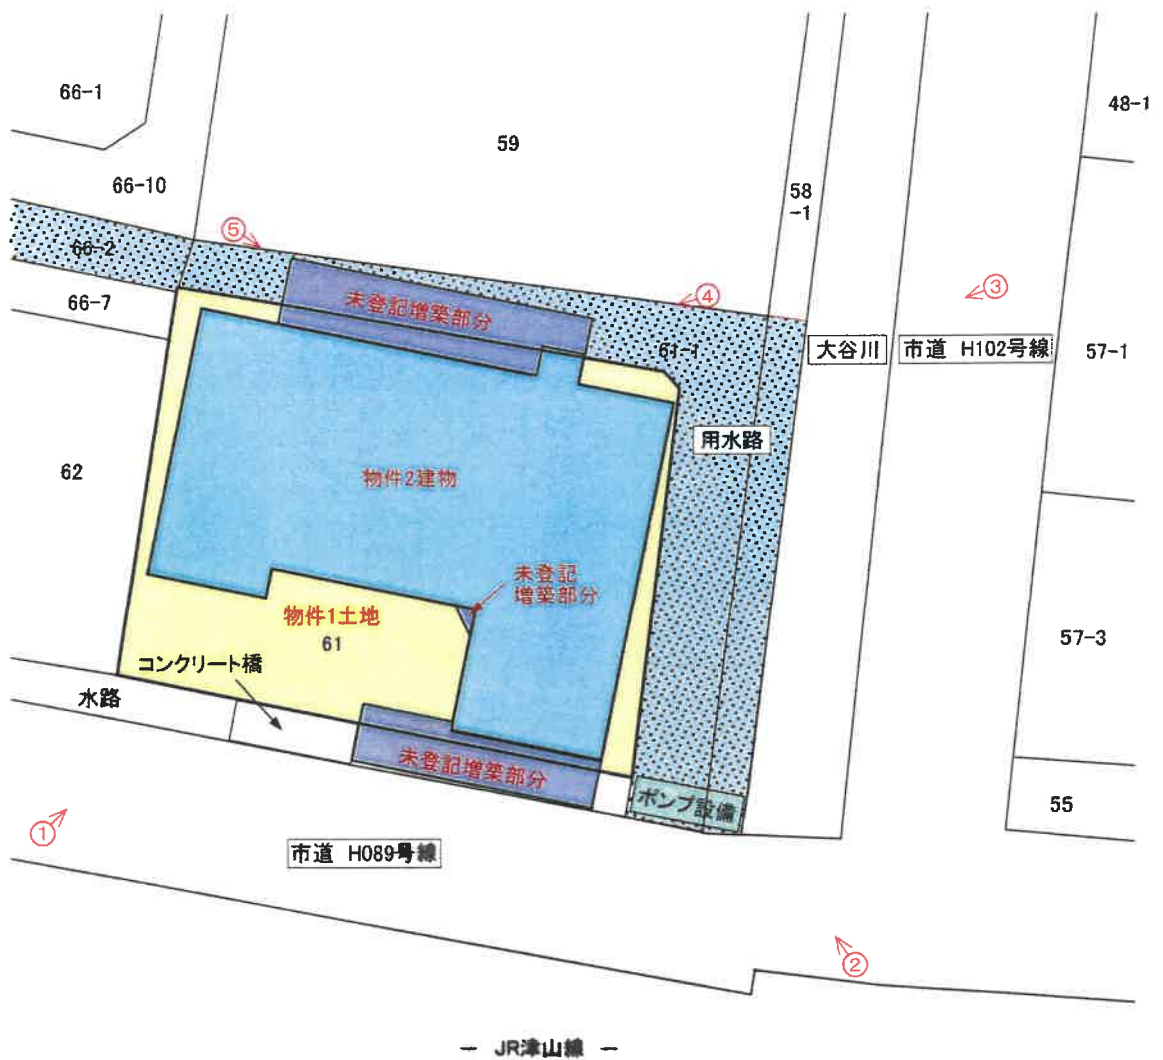 66-1
48-1
59
66-10
58
-1
⑤
66-2
③
④
66-7
未登記増築部分
61-1
大谷川
市道 H102号線
57-1
用水路
62
物件2建物
未登記
増築部分
物件1土地
61
57-3
コンクリート橋
水路
未登記増築部分
ポンプ設備
55
①
市道 H089号線
②
― JR津山線 ―